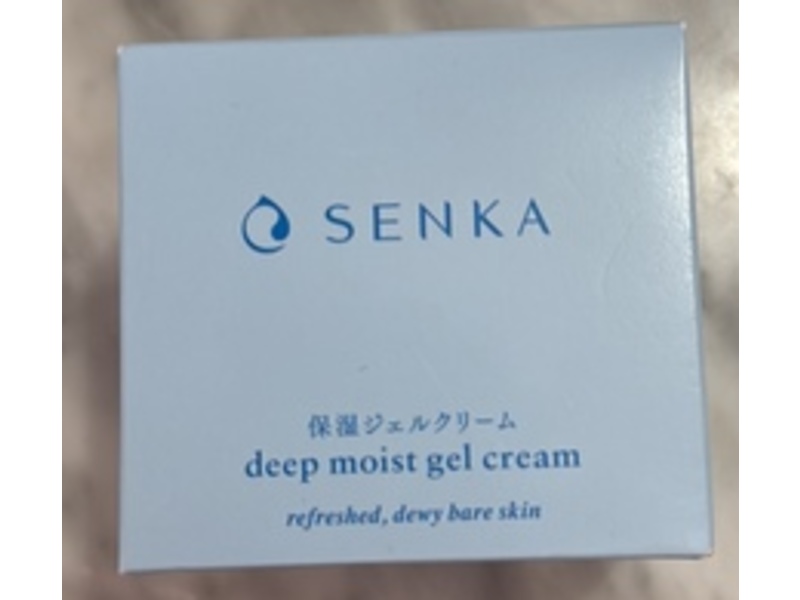 SENKA
保湿ジェルクリーム
deep moist gel cream
refreshed, dewy bare skin